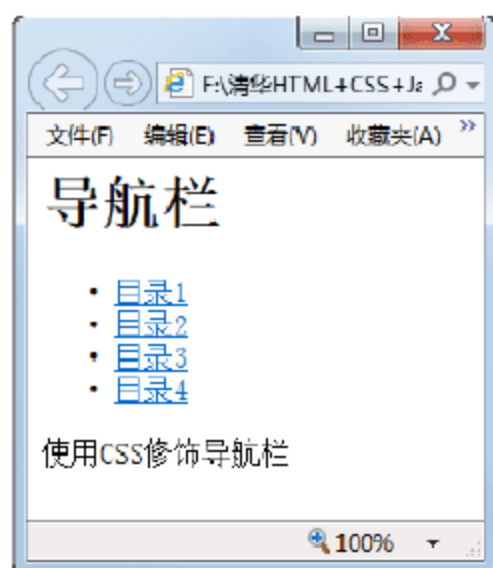 F:\清华HTML+CSS+Ja
文件(F) 编辑(E) 查看(V) 收藏夹(A) »
导航栏
• 目录1
• 目录2
• 目录3
• 目录4
使用CSS修饰导航栏
100%